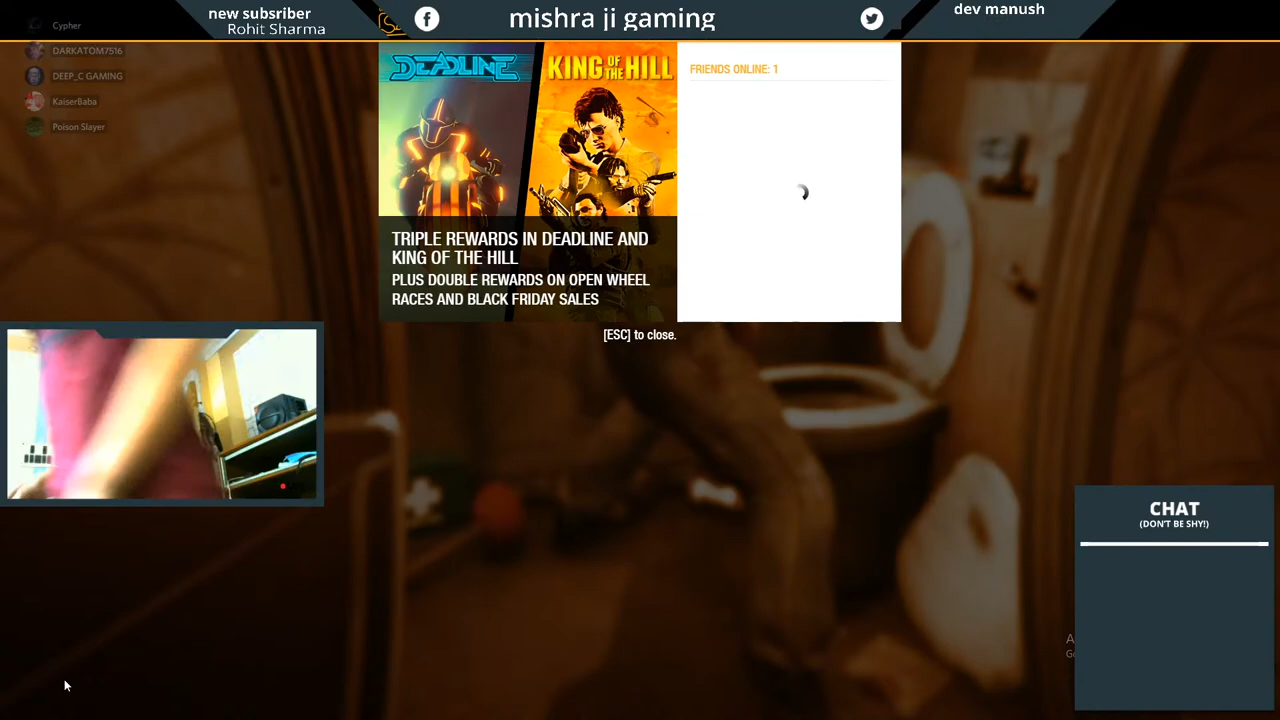 new subsriber
Rohit Sharma
mishra ji gaming
dev manush
Cypher
DARKATOM7516
DEEP_C GAMING
KaiserBaba
Poison Slayer
DEADLINE
KING OF THE HILL
FRIENDS ONLINE: 1
TRIPLE REWARDS IN DEADLINE AND
KING OF THE HILL
PLUS DOUBLE REWARDS ON OPEN WHEEL
RACES AND BLACK FRIDAY SALES
[ESC] to close.
CHAT
(DON'T BE SHY!)